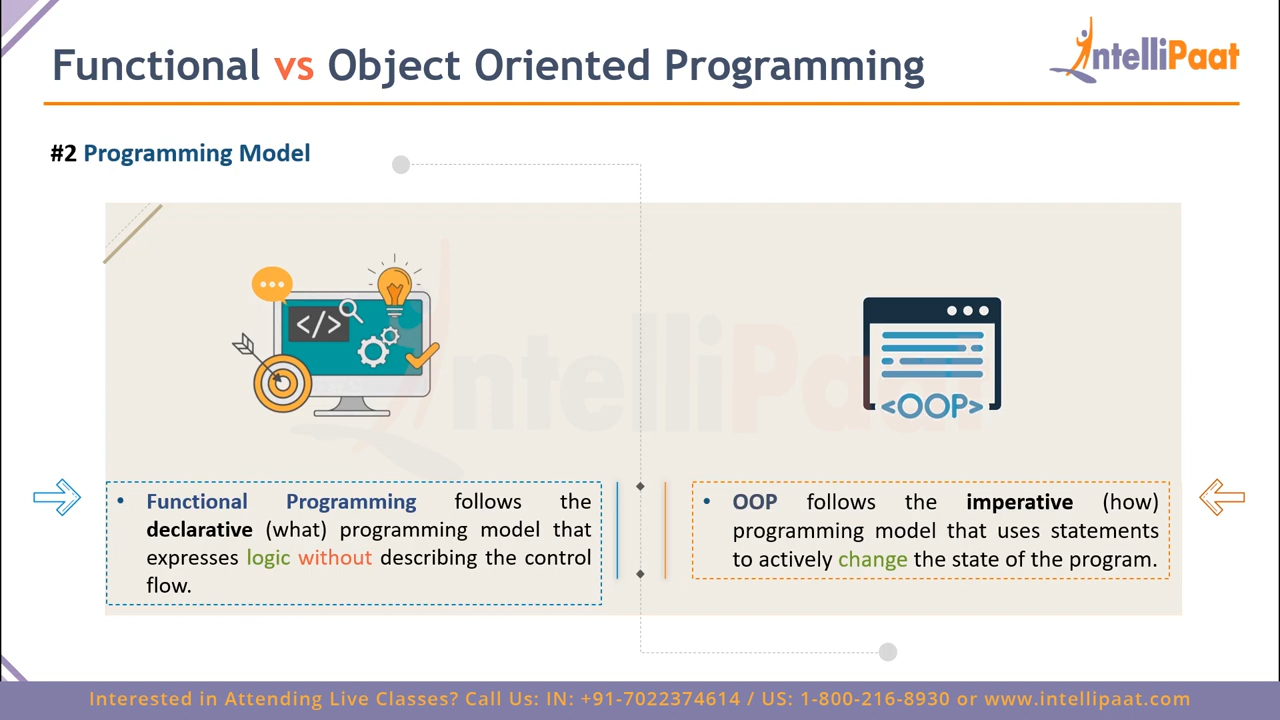 Functional vs Object Oriented Programming
IntelliPaat
#2 Programming Model
</>
<OOP>
IntelliPaat
• Functional Programming follows the
declarative (what) programming model that
expresses logic without describing the control
flow.
• OOP follows the imperative (how)
programming model that uses statements
to actively change the state of the program.
Interested in Attending Live Classes? Call Us: IN: +91-7022374614 / US: 1-800-216-8930 or www.intellipaat.com